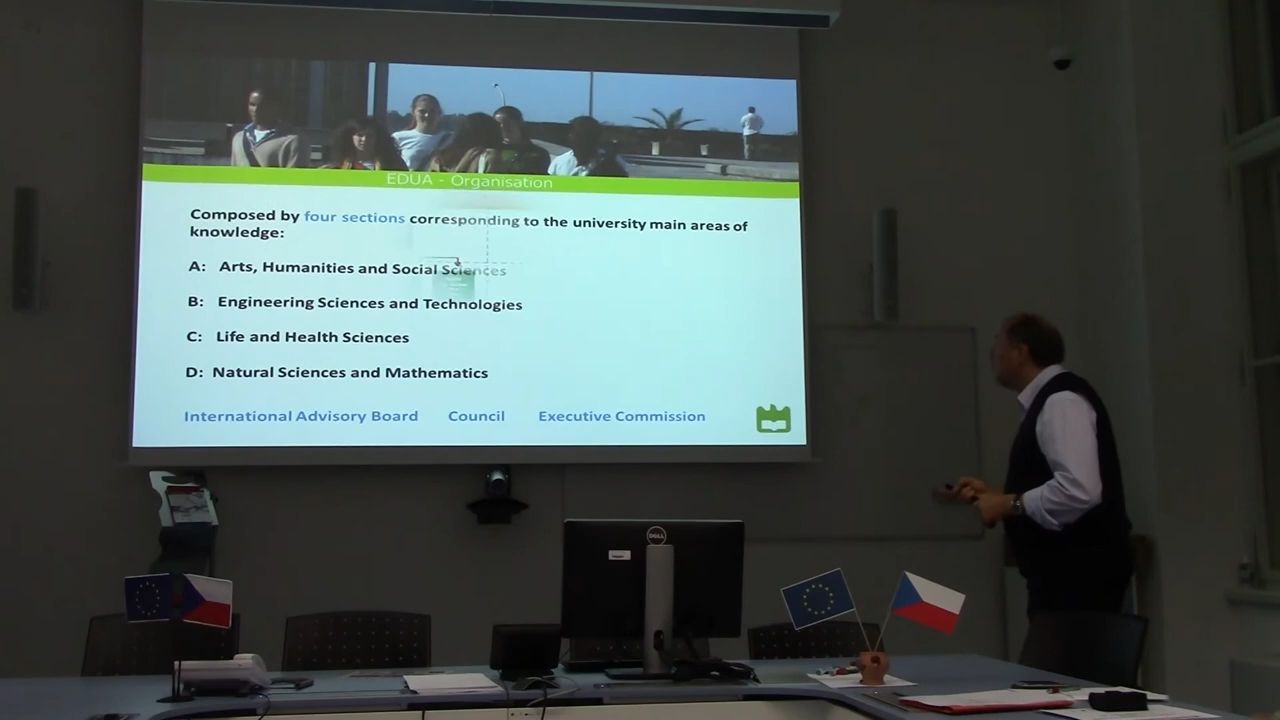 EDUA - Organisation
Composed by four sections corresponding to the university main areas of
knowledge:
A: Arts, Humanities and Social Sciences
B: Engineering Sciences and Technologies
C: Life and Health Sciences
D: Natural Sciences and Mathematics
International Advisory Board Council Executive Commission
DELL